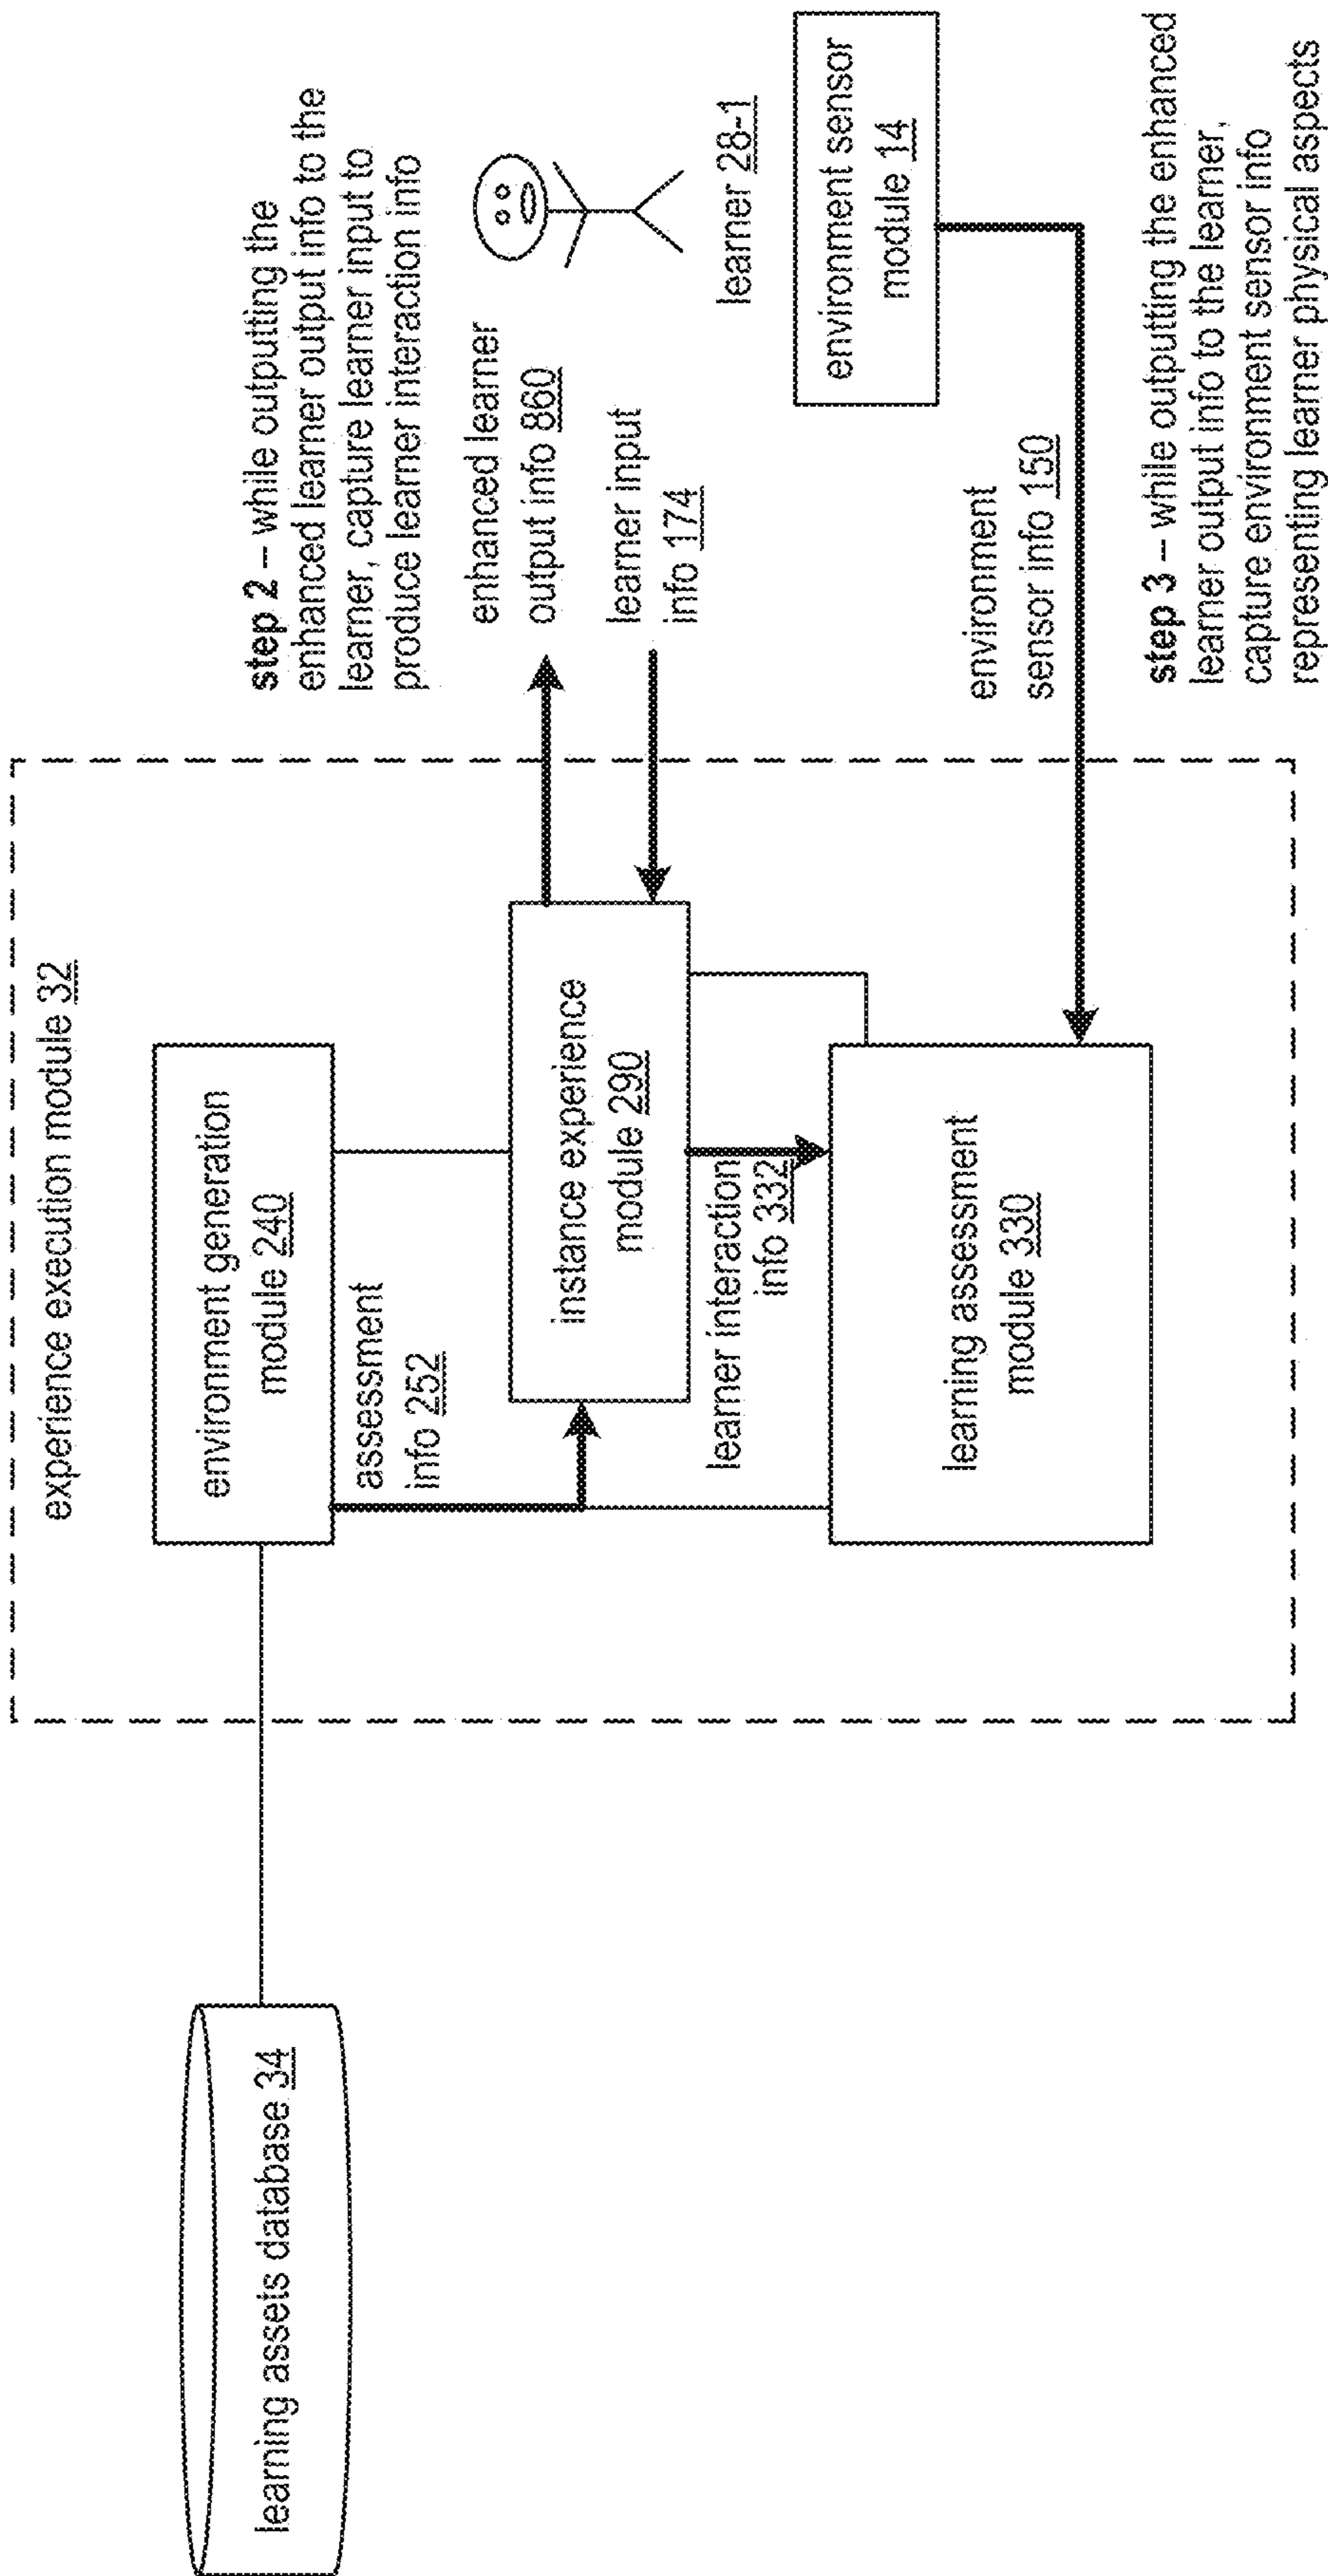 experience execution module 32
learning assets database 34
environment generation
module 240
assessment
info 252
instance experience
module 290
learner interaction
info 332
learning assessment
module 330
step 2 – while outputting the
enhanced learner output info to the
learner, capture learner input to
produce learner interaction info
enhanced learner
output info 860
learner input
info 174
learner 28-1
environment sensor
module 14
environment
sensor info 150
step 3 – while outputting the enhanced
learner output info to the learner,
capture environment sensor info
representing learner physical aspects